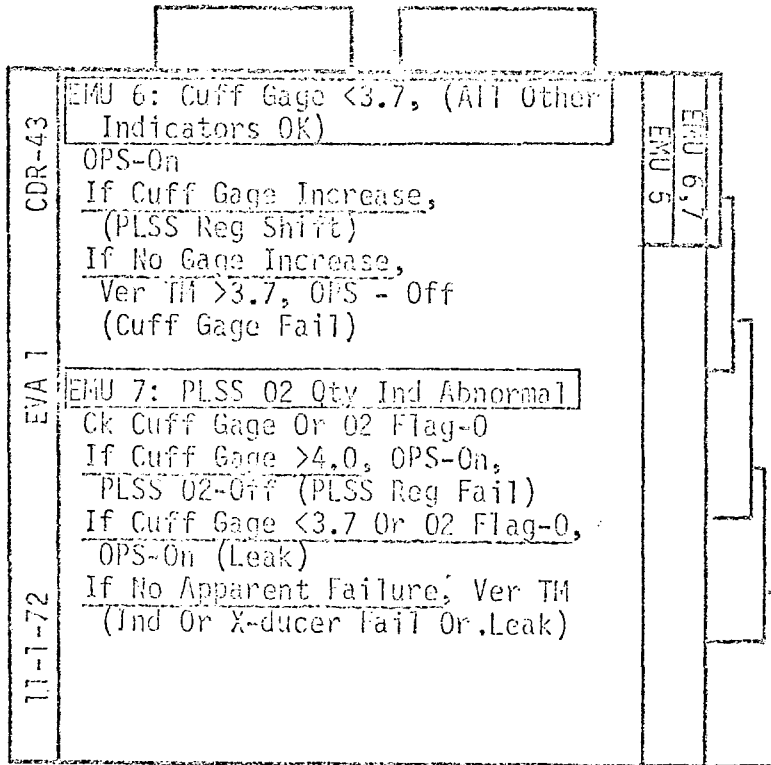 EMU 6: Cuff Gage <3.7, (All Other
Indicators OK)
OPS-On
If Cuff Gage Increase,
(PLSS Reg Shift)
If No Gage Increase,
Ver TM >3.7, OPS - Off
(Cuff Gage Fail)
EMU 7: PLSS O2 Qty Ind Abnormal
Ck Cuff Gage Or O2 Flag-O
If Cuff Gage >4.0, OPS-On,
PLSS O2-Off (PLSS Reg Fail)
If Cuff Gage <3.7 Or O2 Flag-O,
OPS-On (Leak)
If No Apparent Failure, Ver TM
(Ind Or X-ducer Fail Or Leak)
CDR-43
EVA 1
11-1-72
EMU 6,7
EMU 5